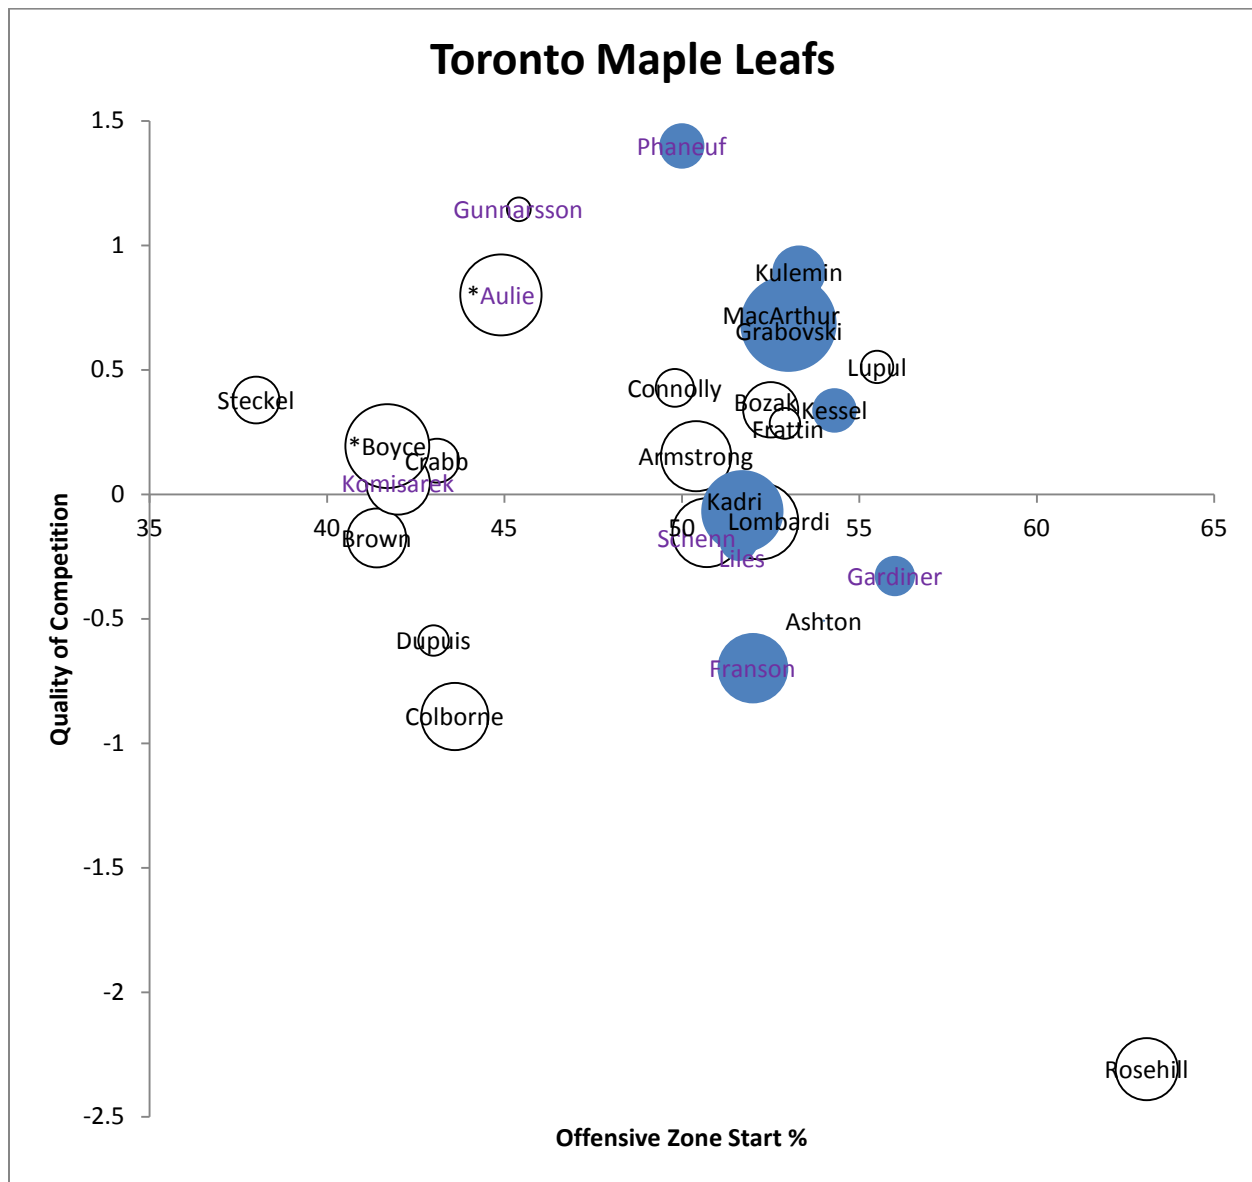 Toronto Maple Leafs
1.5
Phaneuf
Gunnarsson
1
Kulemin
*Aulie
MacArthur
Grabovski
0.5
Lupul
Connolly
Steckel
Bozak
Kessel
Frattin
*Boyce
Armstrong
Crabb
Komisarek
0
Kadri
35 40 45 50 55 60 65
Lombardi
Brown
Schenn
Liles
Gardiner
-0.5
Ashton
Dupuis
Franson
Colborne
-1
-1.5
-2
Rosehill
-2.5
Quality of Competition
Offensive Zone Start %